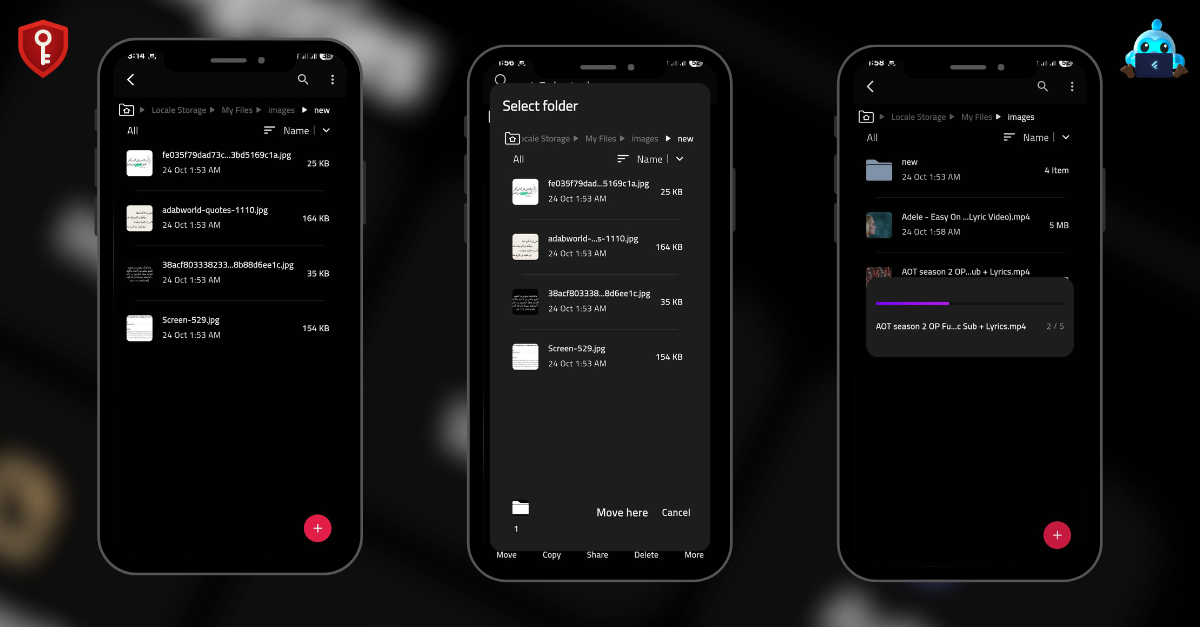 3:14
38
Locale Storage
My Files
images
new
All
Name
fe035f79dad73c...3bd5169c1a.jpg
24 Oct 1:53 AM
25 KB
adabworld-quotes-1110.jpg
24 Oct 1:53 AM
164 KB
38acf803338233...8b88d6ee1c.jpg
24 Oct 1:53 AM
35 KB
Screen-529.jpg
24 Oct 1:53 AM
154 KB
+
1:56
Select folder
ocale Storage
My Files
images
new
All
Name
fe035f79dad...5169c1a.jpg
24 Oct 1:53 AM
25 KB
adabworld-...s-1110.jpg
24 Oct 1:53 AM
164 KB
38acf803338...8d6ee1c.jpg
24 Oct 1:53 AM
35 KB
Screen-529.jpg
24 Oct 1:53 AM
154 KB
1
Move here
Cancel
Move
Copy
Share
Delete
More
1:58
Locale Storage
My Files
images
All
Name
new
24 Oct 1:53 AM
4 Item
Adele - Easy On ...Lyric Video).mp4
24 Oct 1:58 AM
5 MB
AOT season 2 OP...ub + Lyrics.mp4
AOT season 2 OP Fu...c Sub + Lyrics.mp4
2 / 5
+